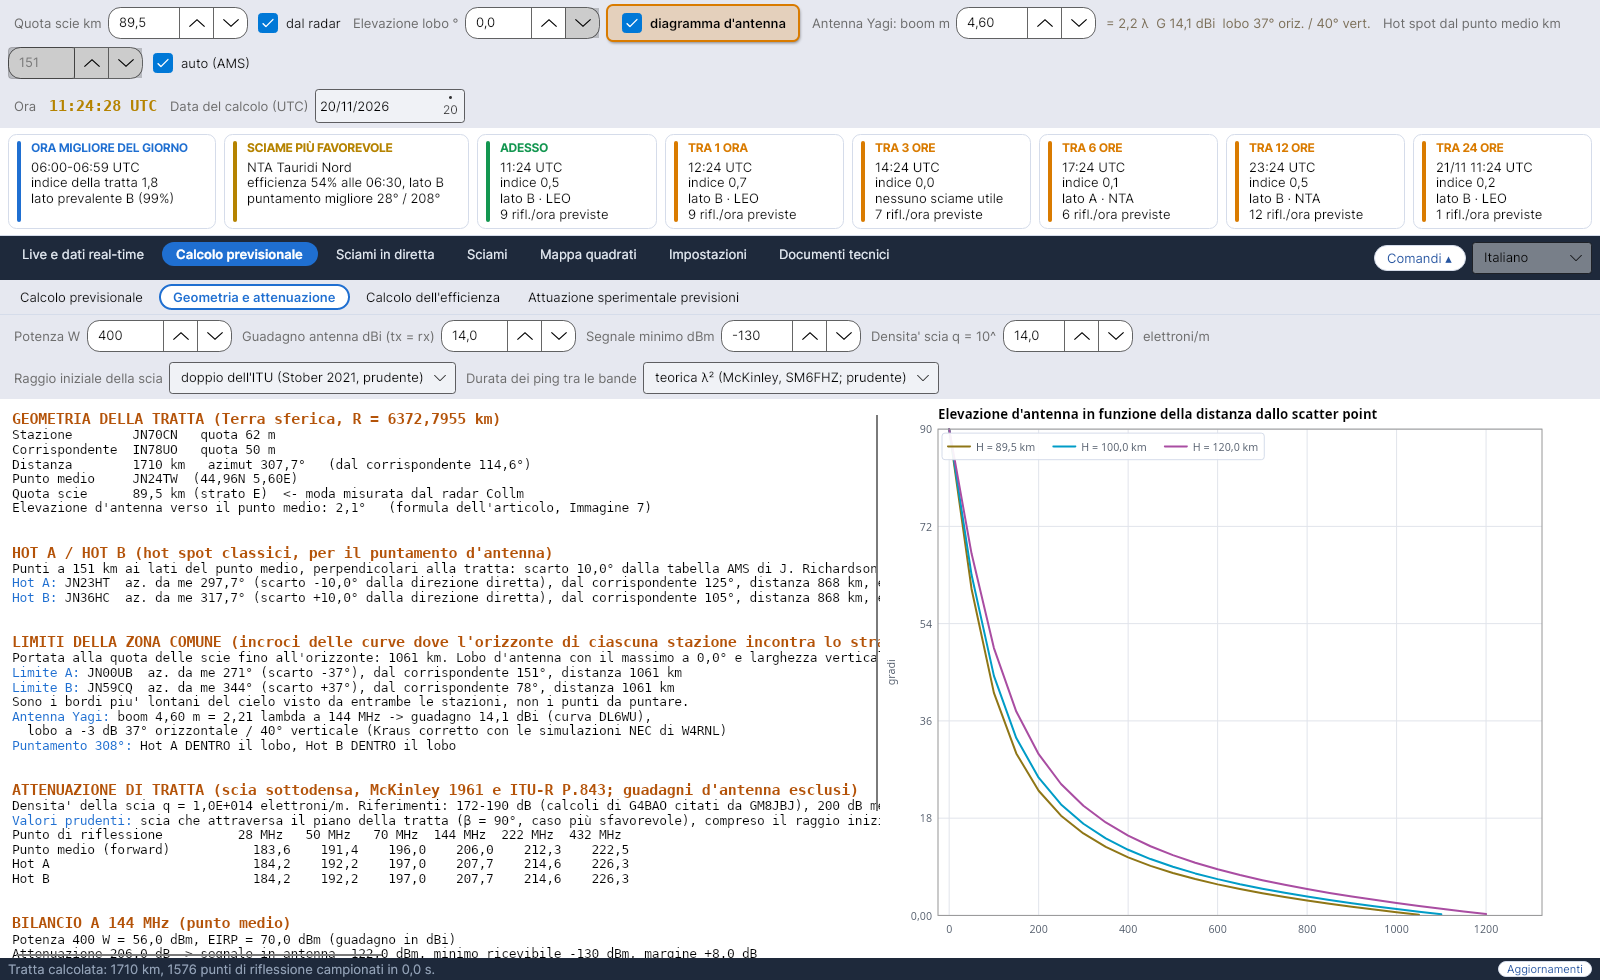 Quota scie km 89,5 dal radar Elevazione lobo ° 0,0 diagramma d'antenna Antenna Yagi: boom m 4,60 = 2,2 λ G 14,1 dBi lobo 37° oriz. / 40° vert. Hot spot dal punto medio km
151 auto (AMS)
Ora 11:24:28 UTC Data del calcolo (UTC) 20/11/2026 20
ORA MIGLIORE DEL GIORNO
06:00-06:59 UTC
indice della tratta 1,8
lato prevalente B (99%)
SCIAME PIÙ FAVOREVOLE
NTA Tauridi Nord
efficienza 54% alle 06:30, lato B
puntamento migliore 28° / 208°
ADESSO
11:24 UTC
indice 0,5
lato B · LEO
9 rifl./ora previste
TRA 1 ORA
12:24 UTC
indice 0,7
lato B · LEO
9 rifl./ora previste
TRA 3 ORE
14:24 UTC
indice 0,0
nessuno sciame utile
7 rifl./ora previste
TRA 6 ORE
17:24 UTC
indice 0,1
lato A · NTA
6 rifl./ora previste
TRA 12 ORE
23:24 UTC
indice 0,5
lato B · NTA
12 rifl./ora previste
TRA 24 ORE
21/11 11:24 UTC
indice 0,2
lato B · LEO
1 rifl./ora previste
Live e dati real-time Calcolo previsionale Sciami in diretta Sciami Mappa quadrati Impostazioni Documenti tecnici Comandi ▴ Italiano
Calcolo previsionale Geometria e attenuazione Calcolo dell'efficienza Attuazione sperimentale previsioni
Potenza W 400 Guadagno antenna dBi (tx = rx) 14,0 Segnale minimo dBm -130 Densita' scia q = 10^ 14,0 elettroni/m
Raggio iniziale della scia doppio dell'ITU (Stober 2021, prudente) Durata dei ping tra le bande teorica λ² (McKinley, SM6FHZ; prudente)
GEOMETRIA DELLA TRATTA (Terra sferica, R = 6372,7955 km)
Stazione JN70CN quota 62 m
Corrispondente IN78UO quota 50 m
Distanza 1710 km azimut 307,7° (dal corrispondente 114,6°)
Punto medio JN24TW (44,96N 5,60E)
Quota scie 89,5 km (strato E) <- moda misurata dal radar Collm
Elevazione d'antenna verso il punto medio: 2,1° (formula dell'articolo, Immagine 7)
HOT A / HOT B (hot spot classici, per il puntamento d'antenna)
Punti a 151 km ai lati del punto medio, perpendicolari alla tratta: scarto 10,0° dalla tabella AMS di J. Richardson
Hot A: JN23HT az. da me 297,7° (scarto -10,0° dalla direzione diretta), dal corrispondente 125°, distanza 868 km,
Hot B: JN36HC az. da me 317,7° (scarto +10,0° dalla direzione diretta), dal corrispondente 105°, distanza 868 km,
LIMITI DELLA ZONA COMUNE (incroci delle curve dove l'orizzonte di ciascuna stazione incontra lo stra
Portata alla quota delle scie fino all'orizzonte: 1061 km. Lobo d'antenna con il massimo a 0,0° e larghezza vertica
Limite A: JN00UB az. da me 271° (scarto -37°), dal corrispondente 151°, distanza 1061 km
Limite B: JN59CQ az. da me 344° (scarto +37°), dal corrispondente 78°, distanza 1061 km
Sono i bordi piu' lontani del cielo visto da entrambe le stazioni, non i punti da puntare.
Antenna Yagi: boom 4,60 m = 2,21 lambda a 144 MHz -> guadagno 14,1 dBi (curva DL6WU),
lobo a -3 dB 37° orizzontale / 40° verticale (Kraus corretto con le simulazioni NEC di W4RNL)
Puntamento 308°: Hot A DENTRO il lobo, Hot B DENTRO il lobo
ATTENUAZIONE DI TRATTA (scia sottodensa, McKinley 1961 e ITU-R P.843; guadagni d'antenna esclusi)
Densita' della scia q = 1,0E+014 elettroni/m. Riferimenti: 172-190 dB (calcoli di G4BAO citati da GM8JBJ), 200 dB me
Valori prudenti: scia che attraversa il piano della tratta (β = 90°, caso più sfavorevole), compreso il raggio inizi
Punto di riflessione 28 MHz 50 MHz 70 MHz 144 MHz 222 MHz 432 MHz
Punto medio (forward) 183,6 191,4 196,0 206,0 212,3 222,5
Hot A 184,2 192,2 197,0 207,7 214,6 226,3
Hot B 184,2 192,2 197,0 207,7 214,6 226,3
BILANCIO A 144 MHz (punto medio)
Potenza 400 W = 56,0 dBm, EIRP = 70,0 dBm (guadagno in dBi)
Attenuazione 206,0 dB -> segnale in antenna -122,0 dBm, minimo ricevibile -130 dBm, margine +8,0 dB
Elevazione d'antenna in funzione della distanza dallo scatter point
H = 89,5 km H = 100,0 km H = 120,0 km
gradi
90
72
54
36
18
0,00
0 200 400 600 800 1000 1200
Tratta calcolata: 1710 km, 1576 punti di riflessione campionati in 0,0 s. Aggiornamenti